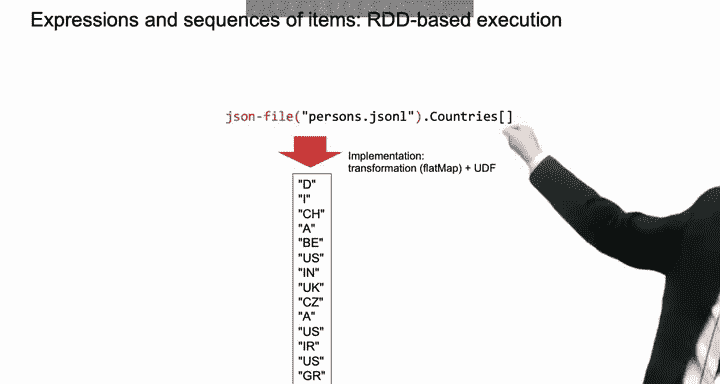 Expressions and sequences of items: RDD-based execution
json-file("persons.jsonl").Countries[]
Implementation:
transformation (flatMap) + UDF
"D"
"I"
"CH"
"A"
"BE"
"US"
"IN"
"UK"
"CZ"
"A"
"US"
"IR"
"US"
"GR"